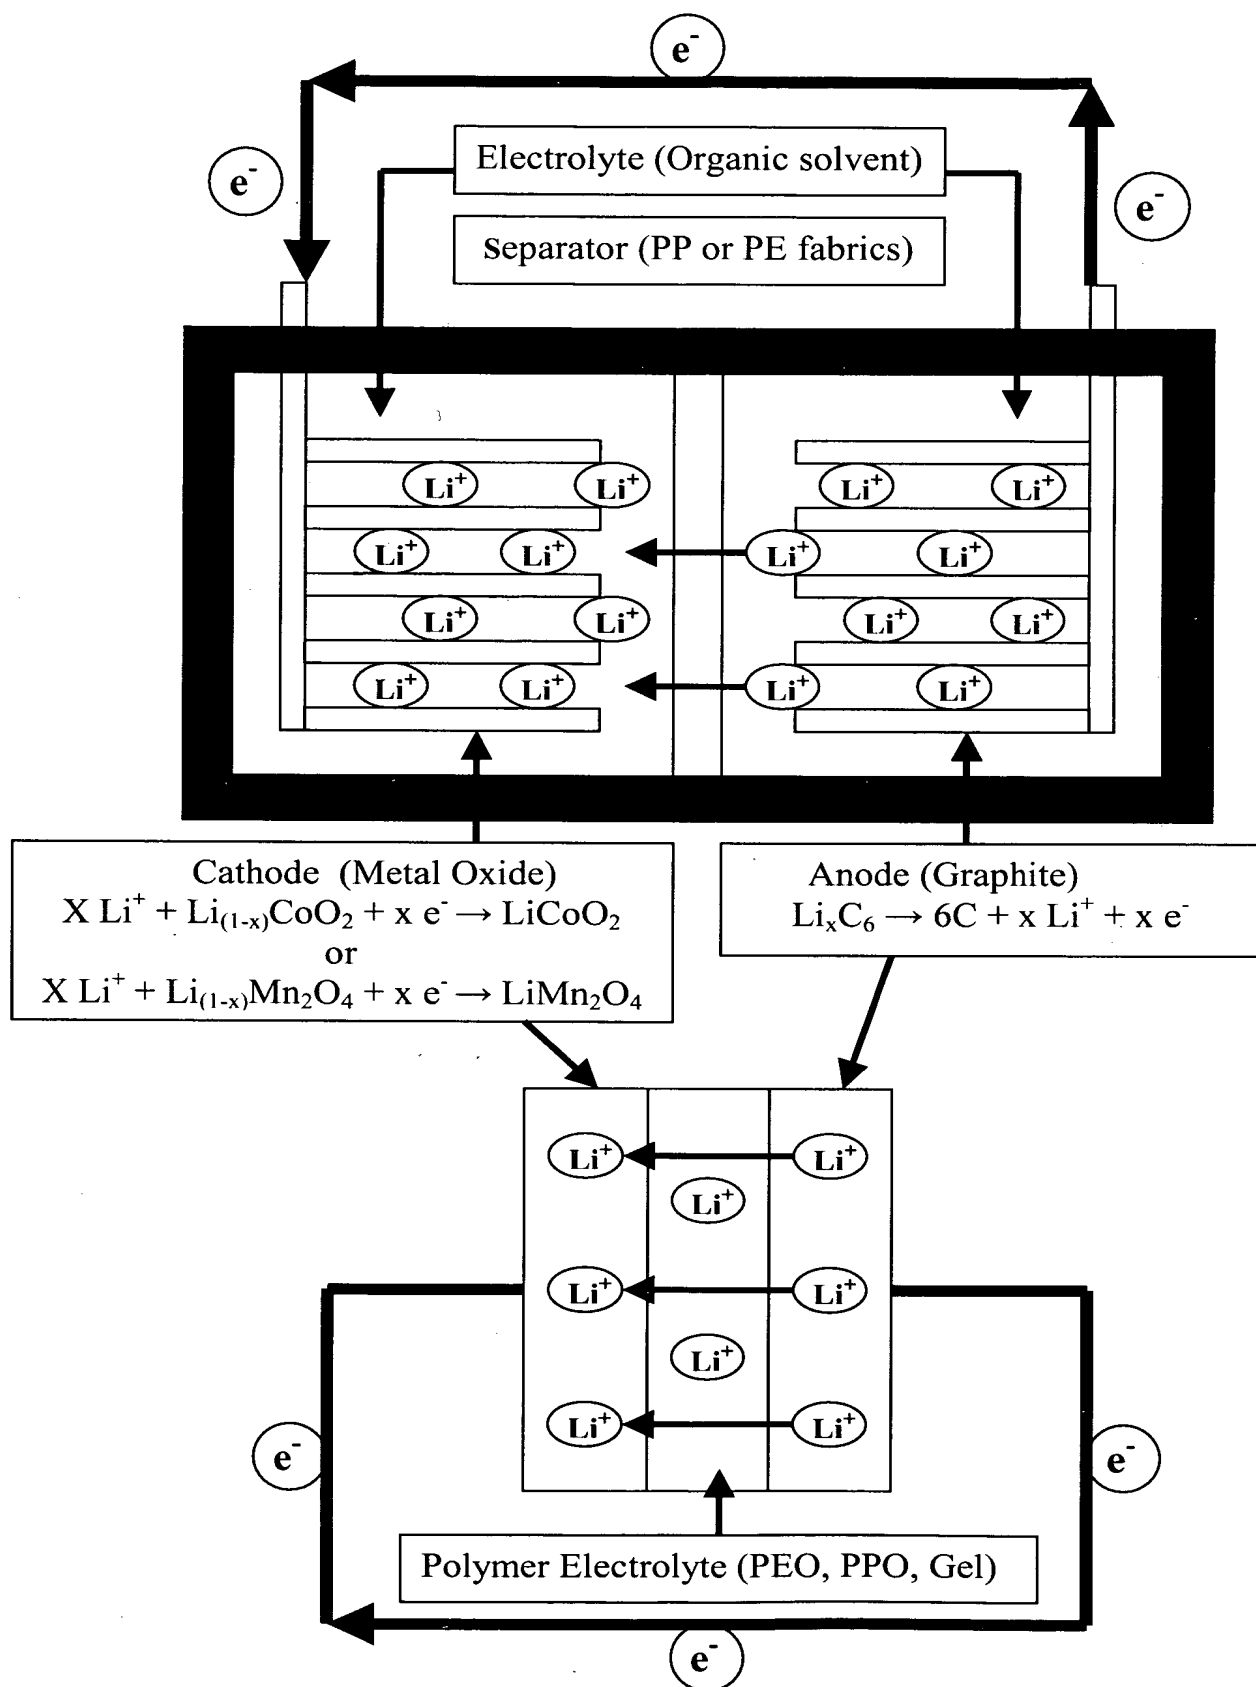 e⁻
e⁻
e⁻
Electrolyte (Organic solvent)
Separator (PP or PE fabrics)
Li⁺ Li⁺ Li⁺ Li⁺
Li⁺ Li⁺ Li⁺ Li⁺
Li⁺ Li⁺ Li⁺ Li⁺
Li⁺ Li⁺ Li⁺ Li⁺
Cathode (Metal Oxide)
X Li⁺ + Li₍₁₋ₓ₎CoO₂ + x e⁻ → LiCoO₂
or
X Li⁺ + Li₍₁₋ₓ₎Mn₂O₄ + x e⁻ → LiMn₂O₄
Anode (Graphite)
LiₓC₆ → 6C + x Li⁺ + x e⁻
Li⁺ Li⁺
Li⁺
Li⁺ Li⁺
Li⁺
Li⁺ Li⁺
e⁻ e⁻
Polymer Electrolyte (PEO, PPO, Gel)
e⁻